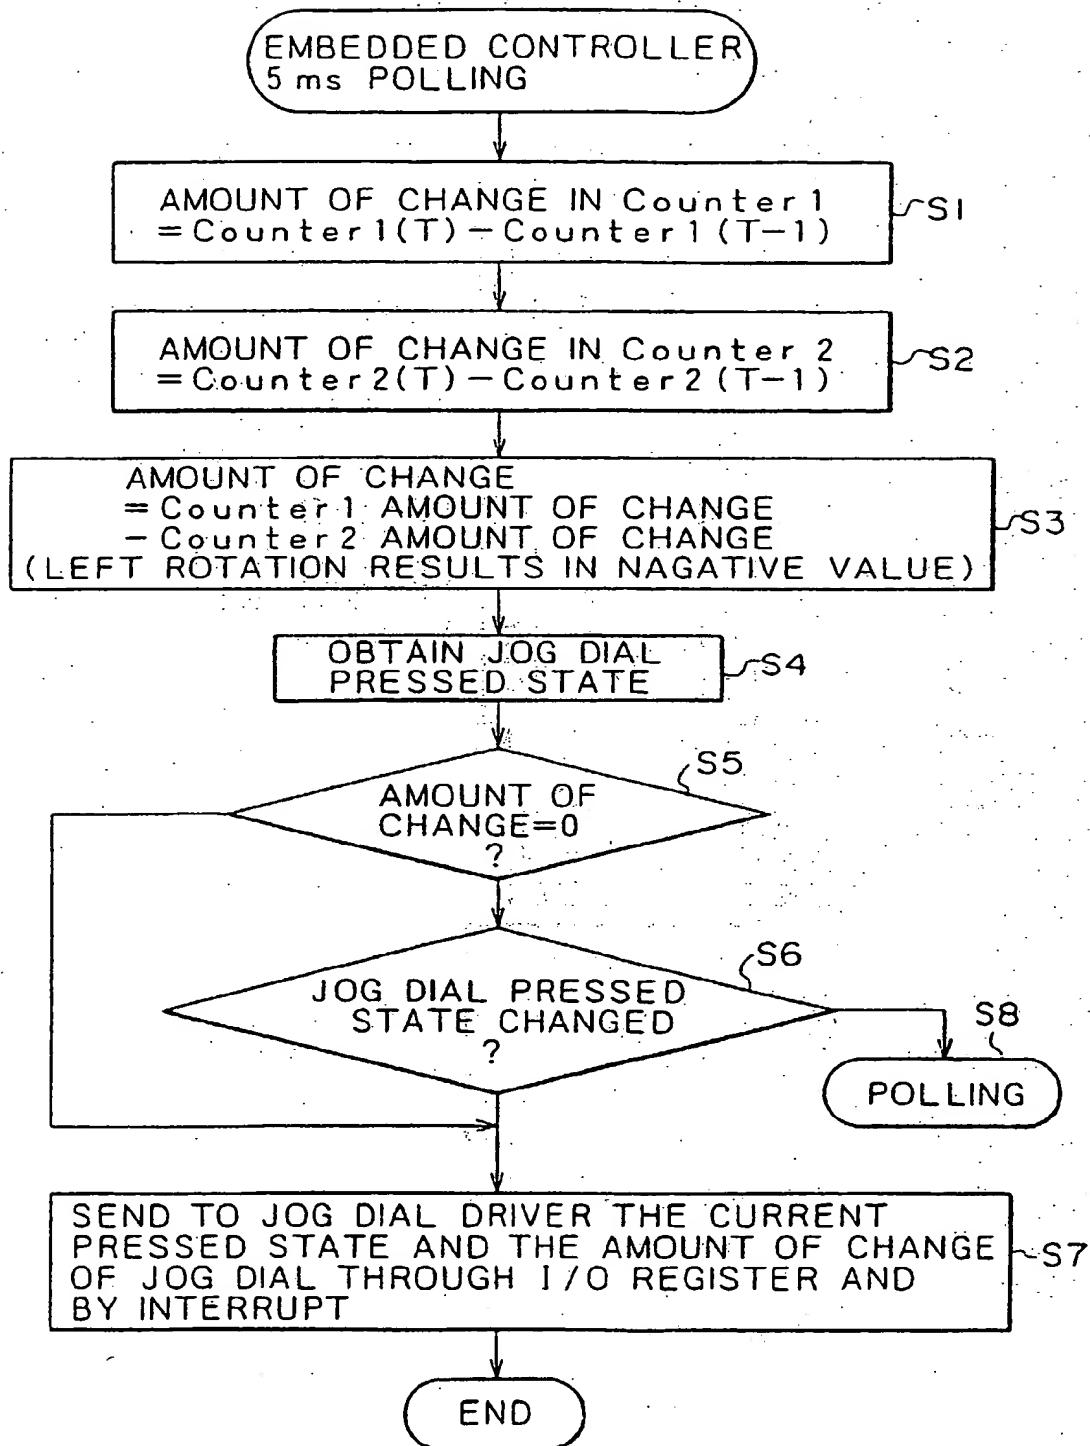 EMBEDDED CONTROLLER
5 ms POLLING
AMOUNT OF CHANGE IN Counter 1
=Counter 1(T)-Counter 1(T-1)
S1
AMOUNT OF CHANGE IN Counter 2
=Counter 2(T)-Counter 2(T-1)
S2
AMOUNT OF CHANGE
=Counter 1 AMOUNT OF CHANGE
-Counter 2 AMOUNT OF CHANGE
(LEFT ROTATION RESULTS IN NAGATIVE VALUE)
S3
OBTAIN JOG DIAL
PRESSED STATE
S4
S5
AMOUNT OF
CHANGE=0
?
S6
JOG DIAL PRESSED
STATE CHANGED
?
S8
POLLING
SEND TO JOG DIAL DRIVER THE CURRENT
PRESSED STATE AND THE AMOUNT OF CHANGE
OF JOG DIAL THROUGH I/O REGISTER AND
BY INTERRUPT
S7
END